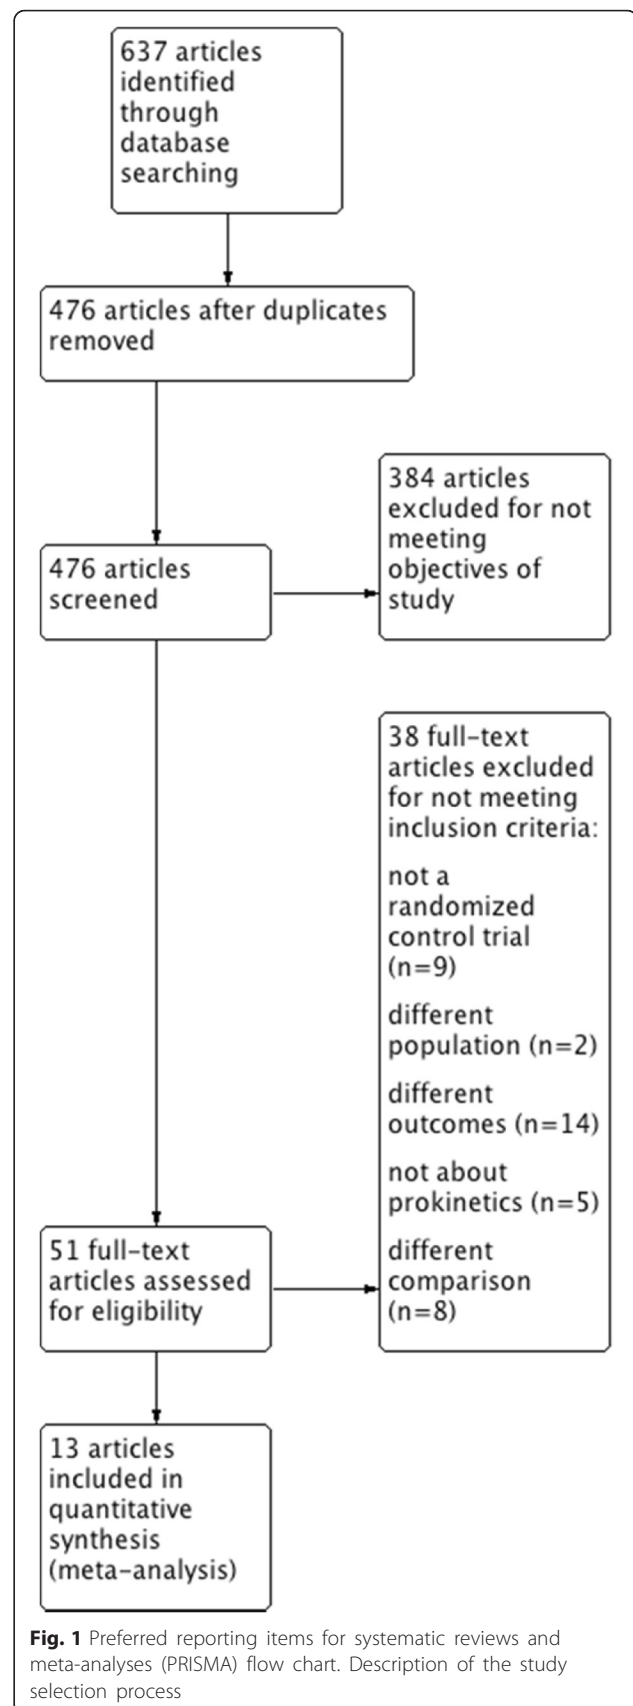 637 articles
identified
through
database
searching
476 articles after duplicates
removed
476 articles
screened
384 articles
excluded for not
meeting
objectives of
study
38 full-text
articles excluded
for not meeting
inclusion criteria:
not a
randomized
control trial
(n=9)
different
population (n=2)
different
outcomes (n=14)
not about
prokinetics (n=5)
different
comparison
(n=8)
51 full-text
articles assessed
for eligibility
13 articles
included in
quantitative
synthesis
(meta-analysis)
Fig. 1 Preferred reporting items for systematic reviews and
meta-analyses (PRISMA) flow chart. Description of the study
selection process